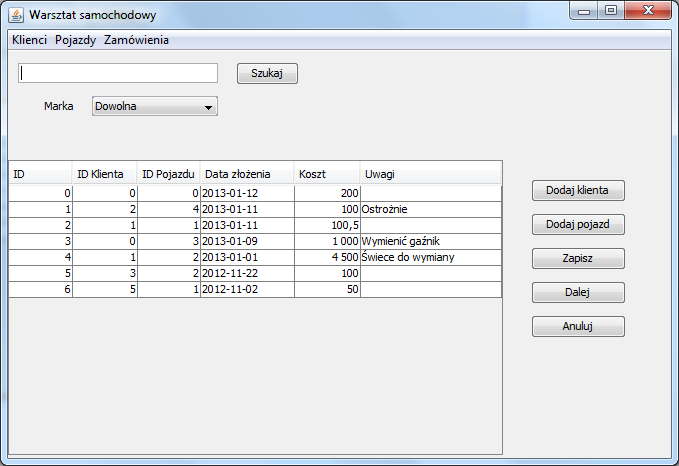 Warsztat samochodowy
Klienci Pojazdy Zamówienia
Szukaj
Marka Dowolna
ID ID Klienta ID Pojazdu Data złożenia Koszt Uwagi
0 0 0 2013-01-12 200
1 2 4 2013-01-11 100 Ostrożnie
2 1 1 2013-01-11 100,5
3 0 3 2013-01-09 1 000 Wymienić gaźnik
4 1 2 2013-01-01 4 500 Świece do wymiany
5 3 2 2012-11-22 100
6 5 1 2012-11-02 50
Dodaj klienta
Dodaj pojazd
Zapisz
Dalej
Anuluj